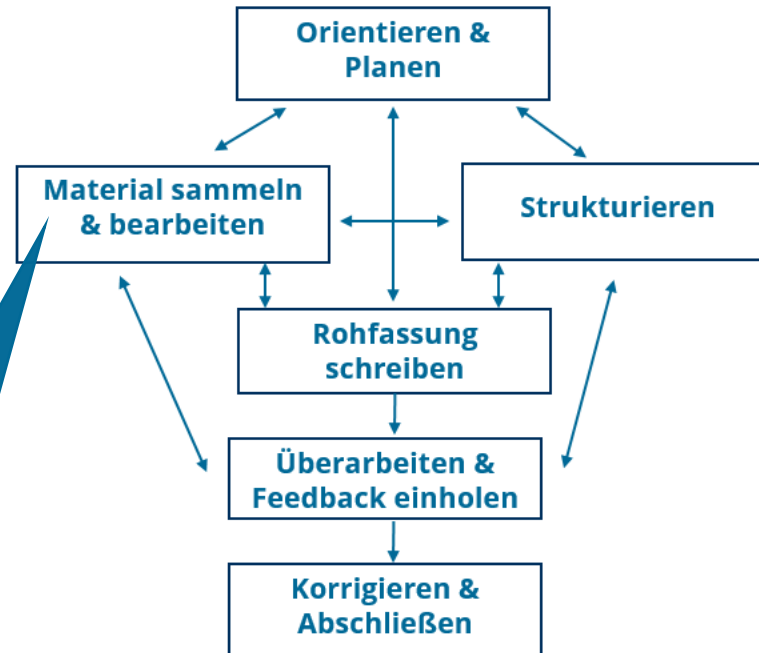 Orientieren &
Planen
Material sammeln
& bearbeiten
Strukturieren
Rohfassung
schreiben
Überarbeiten &
Feedback einholen
Korrigieren &
Abschließen